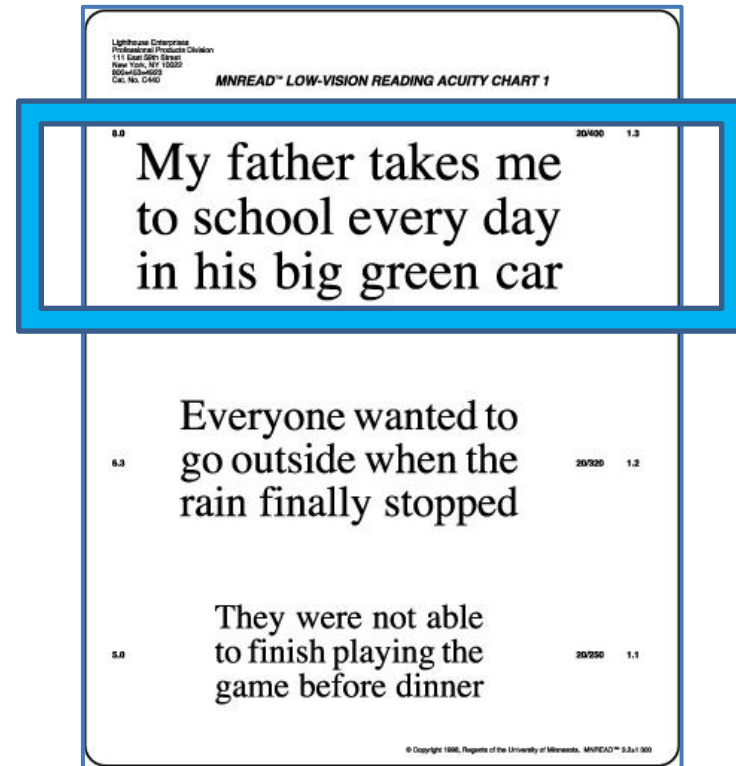 Lighthouse Enterprises
Professional Products Division
111 East 59th Street
New York, NY 10022
800-453-4923
Cat. No. C440
MNREAD™ LOW-VISION READING ACUITY CHART 1
8.0 20/400 1.3
My father takes me
to school every day
in his big green car
Everyone wanted to
6.3 go outside when the 20/320 1.2
rain finally stopped
They were not able
5.0 to finish playing the 20/250 1.1
game before dinner
© Copyright 1998, Regents of the University of Minnesota. MNREAD™